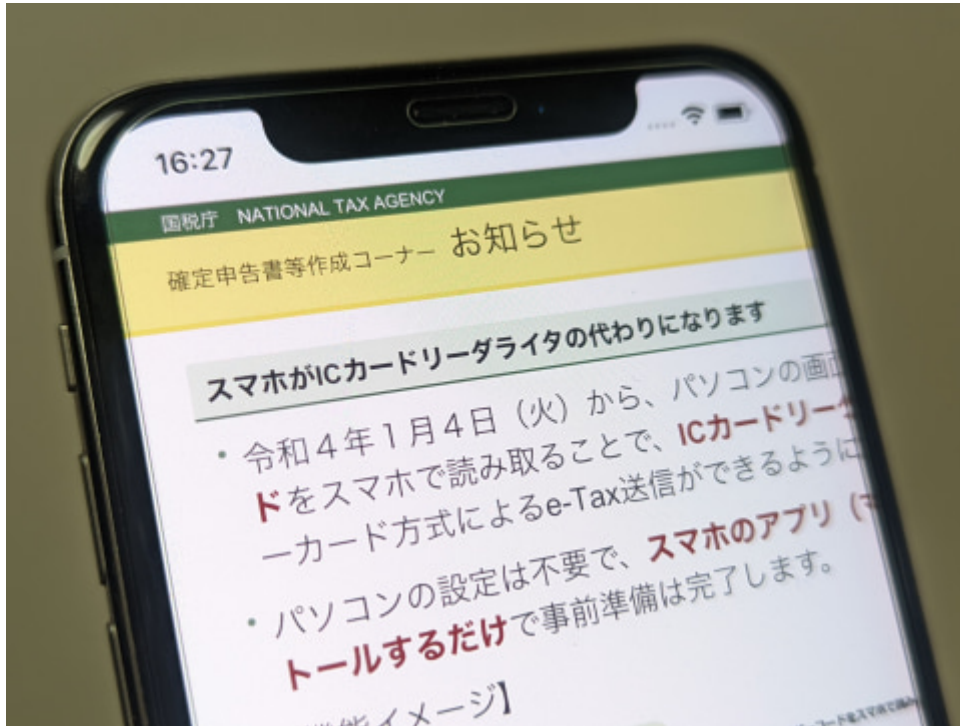 16:27
国税庁 NATIONAL TAX AGENCY
確定申告書等作成コーナー お知らせ
スマホがICカードリーダライタの代わりになります
・令和4年1月4日（火）から、パソコンの画面
ドをスマホで読み取ることで、ICカードリー
ーカード方式によるe-Tax送信ができるように
・パソコンの設定は不要で、スマホのアプリ（マ
トールするだけで事前準備は完了します。
イメージ】